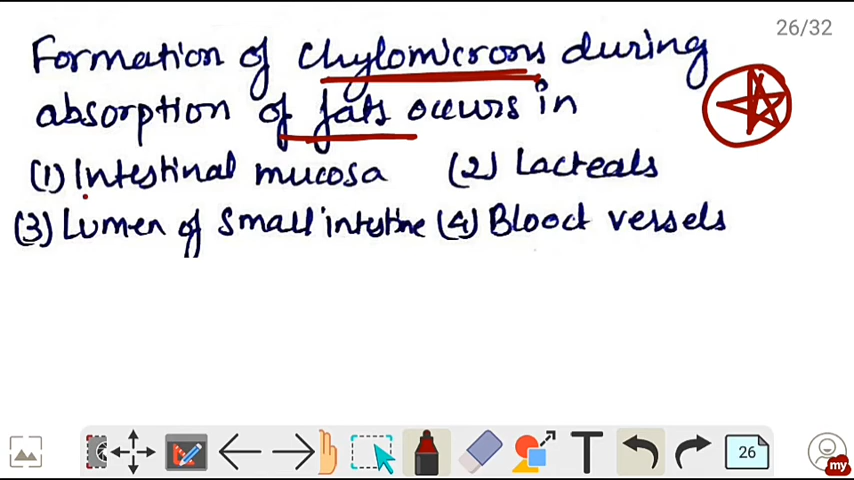 26/32
Formation of Chylomicrons during
absorption of fats occurs in
(1) Intestinal mucosa (2) Lacteals
(3) Lumen of Small intestine (4) Blood vessels
T 26 my